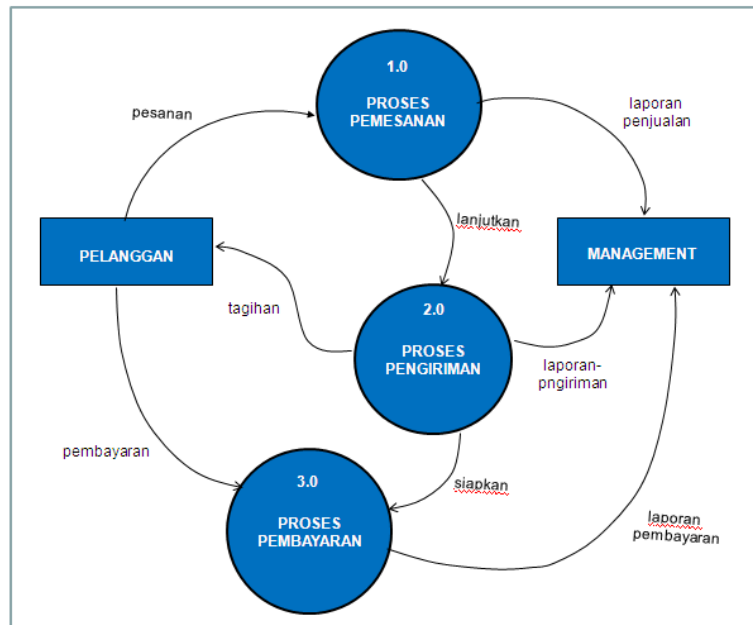 1.0
PROSES
PEMESANAN
pesanan
laporan
penjualan
lanjutkan
PELANGGAN
MANAGEMENT
tagihan
2.0
PROSES
PENGIRIMAN
laporan-
pngiriman
pembayaran
3.0
PROSES
PEMBAYARAN
siapkan
laporan
pembayaran